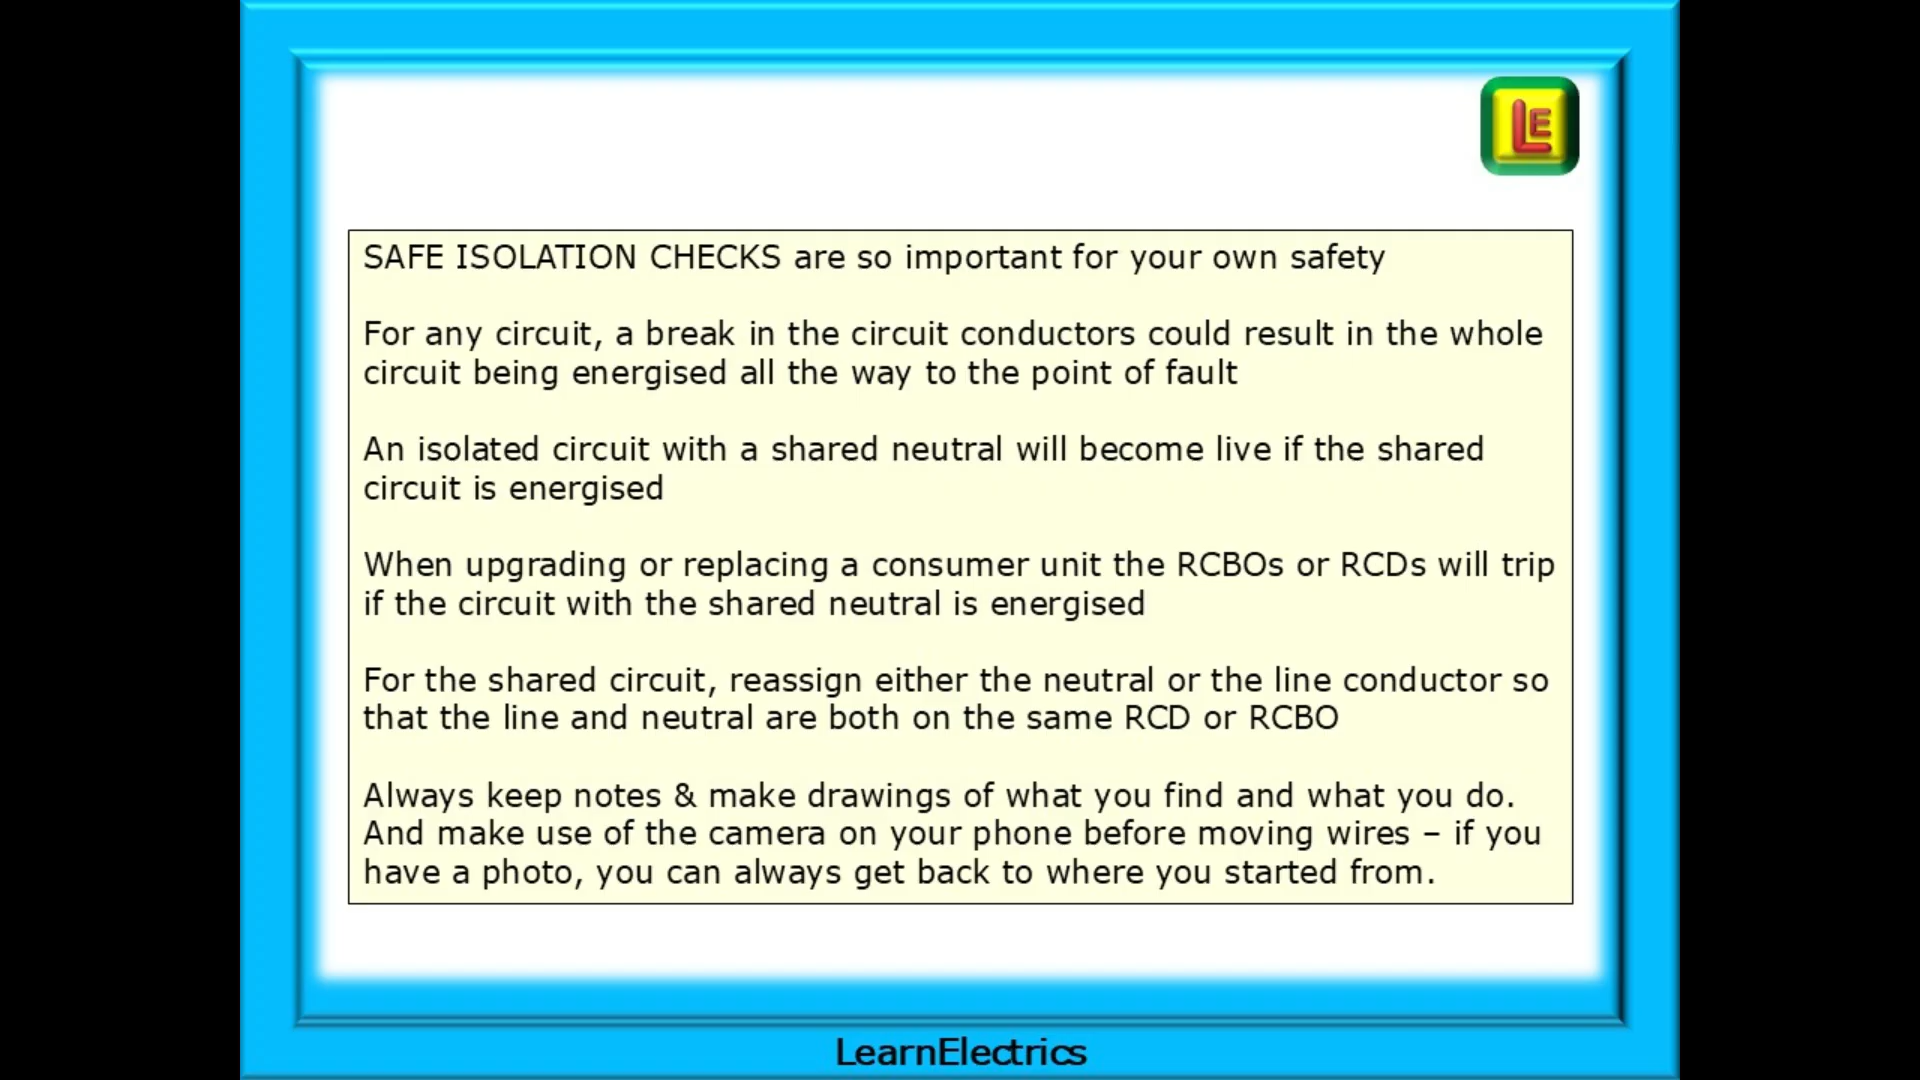 LE
SAFE ISOLATION CHECKS are so important for your own safety
For any circuit, a break in the circuit conductors could result in the whole
circuit being energised all the way to the point of fault
An isolated circuit with a shared neutral will become live if the shared
circuit is energised
When upgrading or replacing a consumer unit the RCBOs or RCDs will trip
if the circuit with the shared neutral is energised
For the shared circuit, reassign either the neutral or the line conductor so
that the line and neutral are both on the same RCD or RCBO
Always keep notes & make drawings of what you find and what you do.
And make use of the camera on your phone before moving wires – if you
have a photo, you can always get back to where you started from.
LearnElectrics